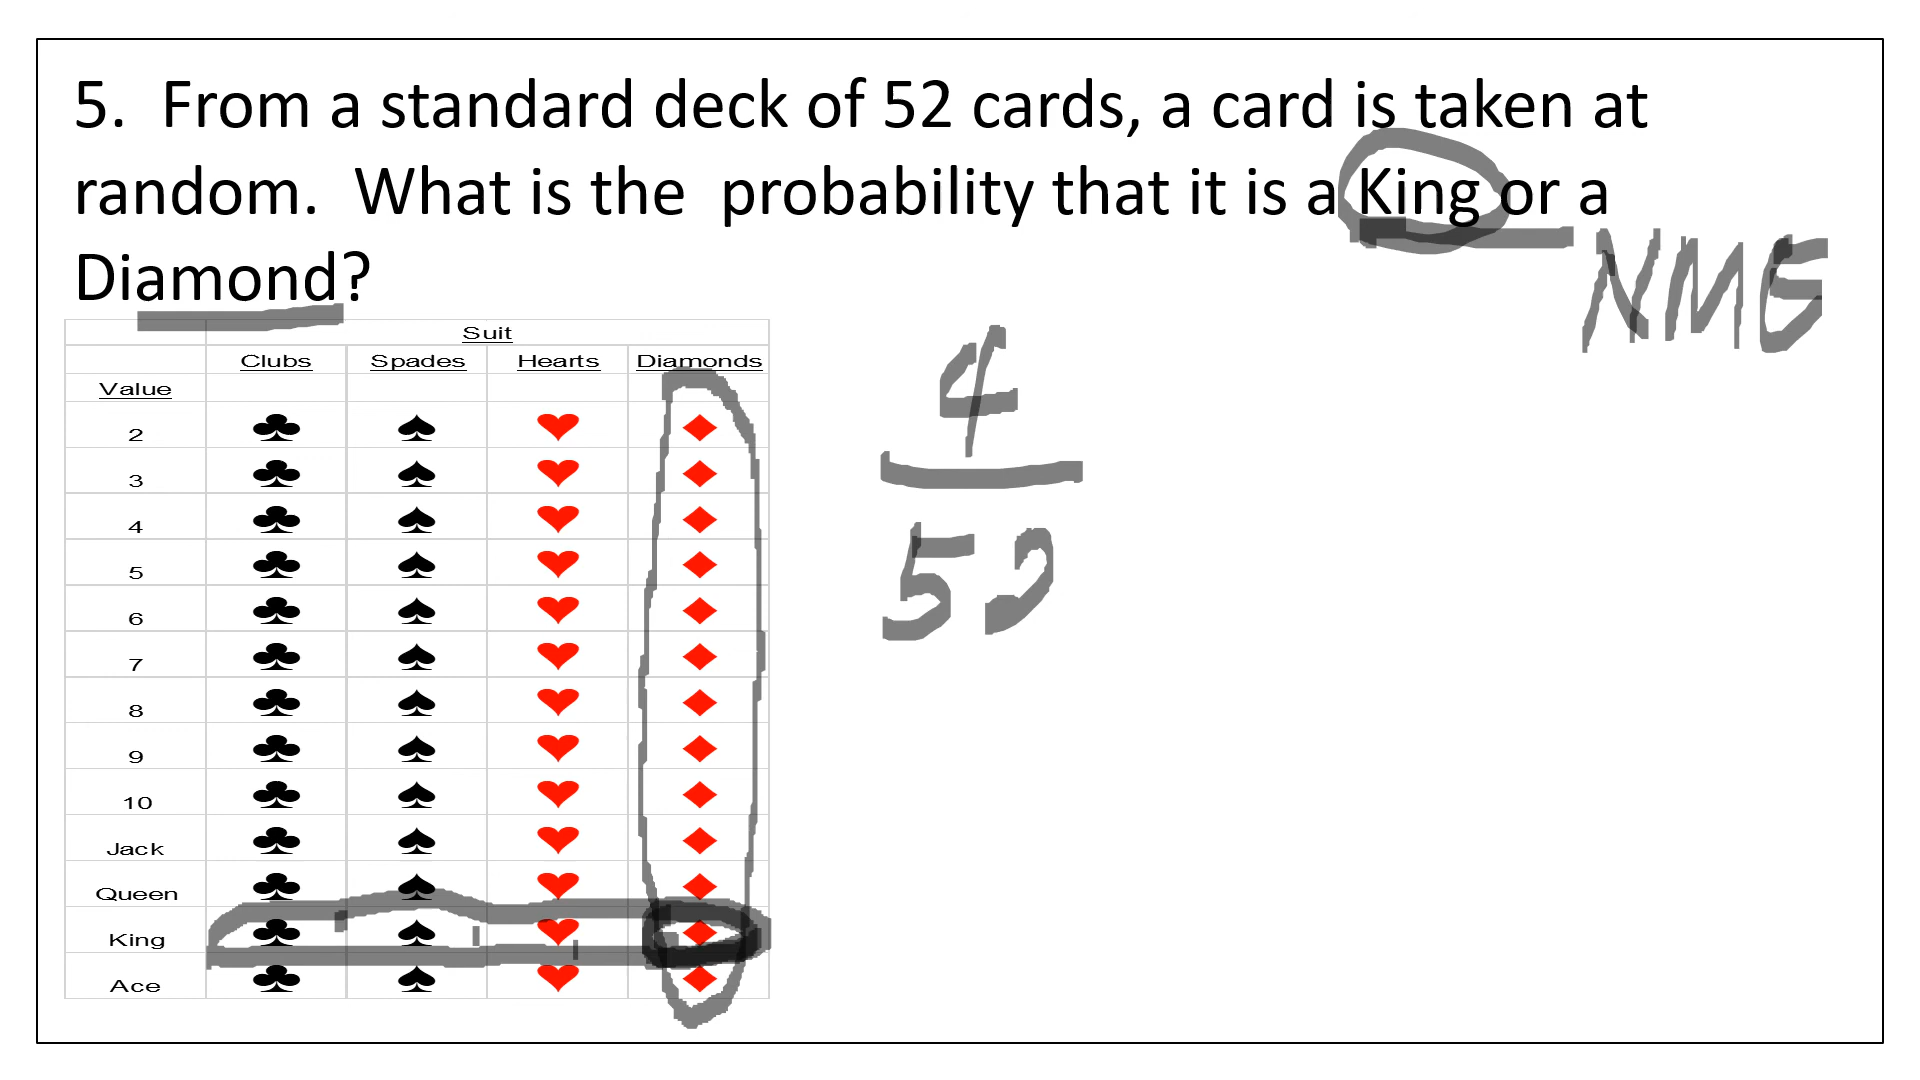 5. From a standard deck of 52 cards, a card is taken at
random. What is the probability that it is a King or a
Diamond?
NME
Suit
Clubs Spades Hearts Diamonds
Value
2
3
4
5
6
7
8
9
10
Jack
Queen
King
Ace
4
52